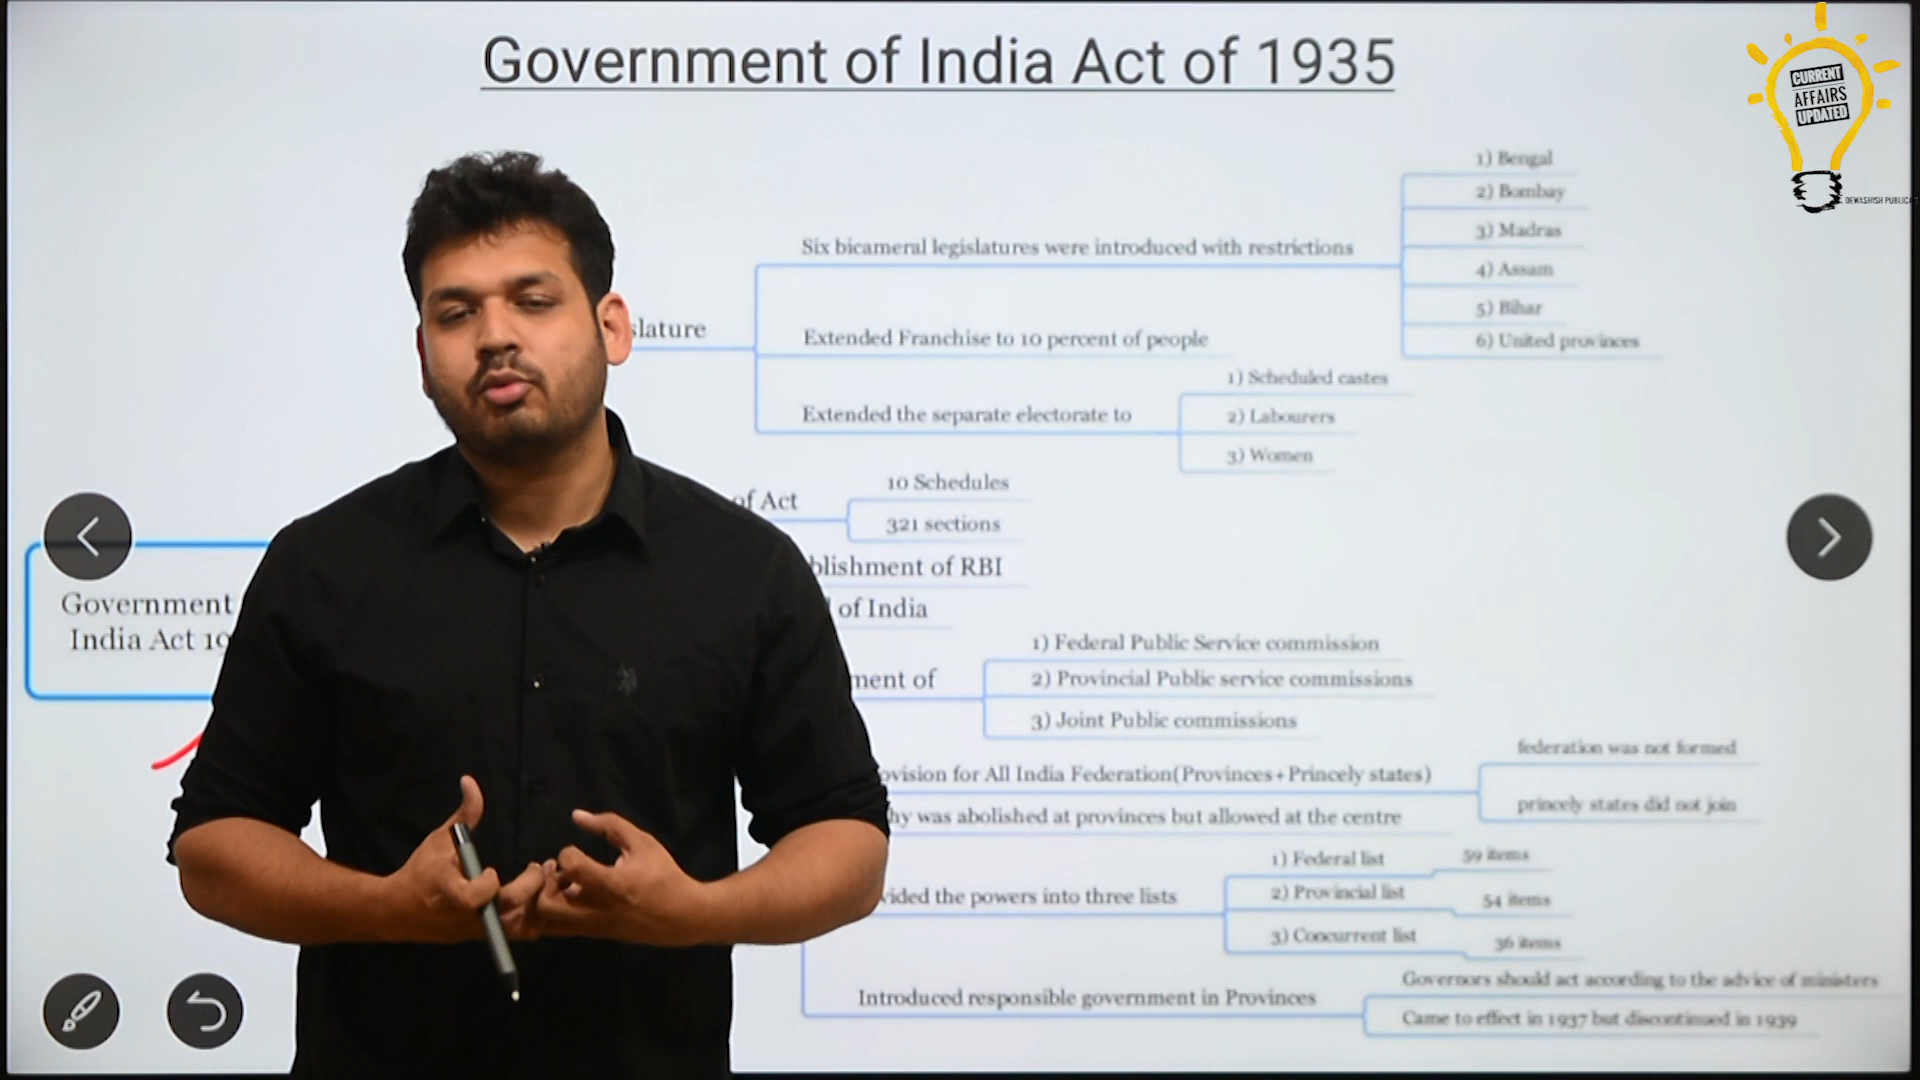 Government of India Act of 1935
CURRENT
AFFAIRS
UPDATED
DEWASHISH
1) Bengal
2) Bombay
3) Madras
4) Assam
5) Bihar
6) United provinces
Six bicameral legislatures were introduced with restrictions
slature
Extended Franchise to 10 percent of people
Extended the separate electorate to
1) Scheduled castes
2) Labourers
3) Women
of Act
10 Schedules
321 sections
blishment of RBI
of India
Government
India Act 19
ment of
1) Federal Public Service commission
2) Provincial Public service commissions
3) Joint Public commissions
ovision for All India Federation(Provinces+Princely states)
federation was not formed
princely states did not join
hy was abolished at provinces but allowed at the centre
vided the powers into three lists
1) Federal list
59 items
2) Provincial list
54 items
3) Concurrent list
36 items
Introduced responsible government in Provinces
Governors should act according to the advice of ministers
Came to effect in 1937 but discontinued in 1939